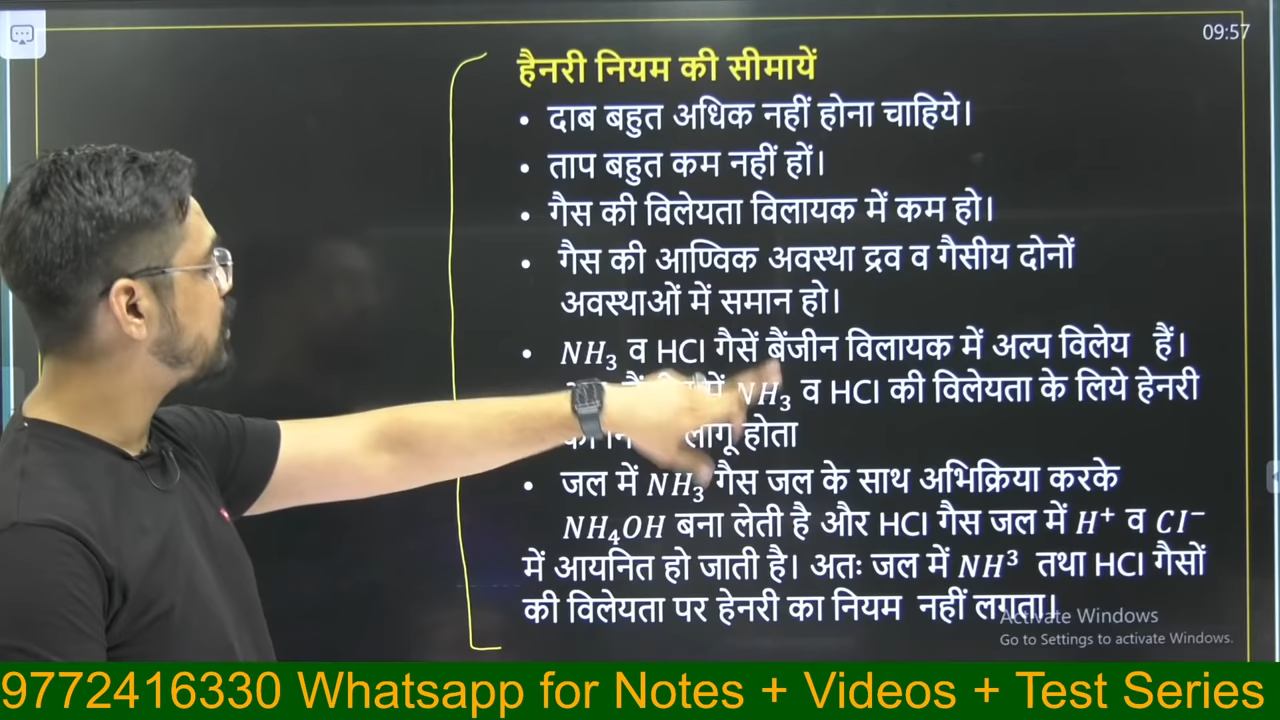 09:57
हैनरी नियम की सीमायें
• दाब बहुत अधिक नहीं होना चाहिये।
• ताप बहुत कम नहीं हों।
• गैस की विलेयता विलायक में कम हो।
• गैस की आण्विक अवस्था द्रव व गैसीय दोनों
अवस्थाओं में समान हो।
• NH₃ व HCl गैसें बैंजीन विलायक में अल्प विलेय हैं।
में NH₃ व HCl की विलेयता के लिये हेनरी
लागू होता
• जल में NH₃ गैस जल के साथ अभिक्रिया करके
NH₄OH बना लेती है और HCl गैस जल में H⁺ व CI⁻
में आयनित हो जाती है। अतः जल में NH³ तथा HCl गैसों
की विलेयता पर हेनरी का नियम नहीं लगता।
Activate Windows
Go to Settings to activate Windows.
9772416330 Whatsapp for Notes + Videos + Test Series